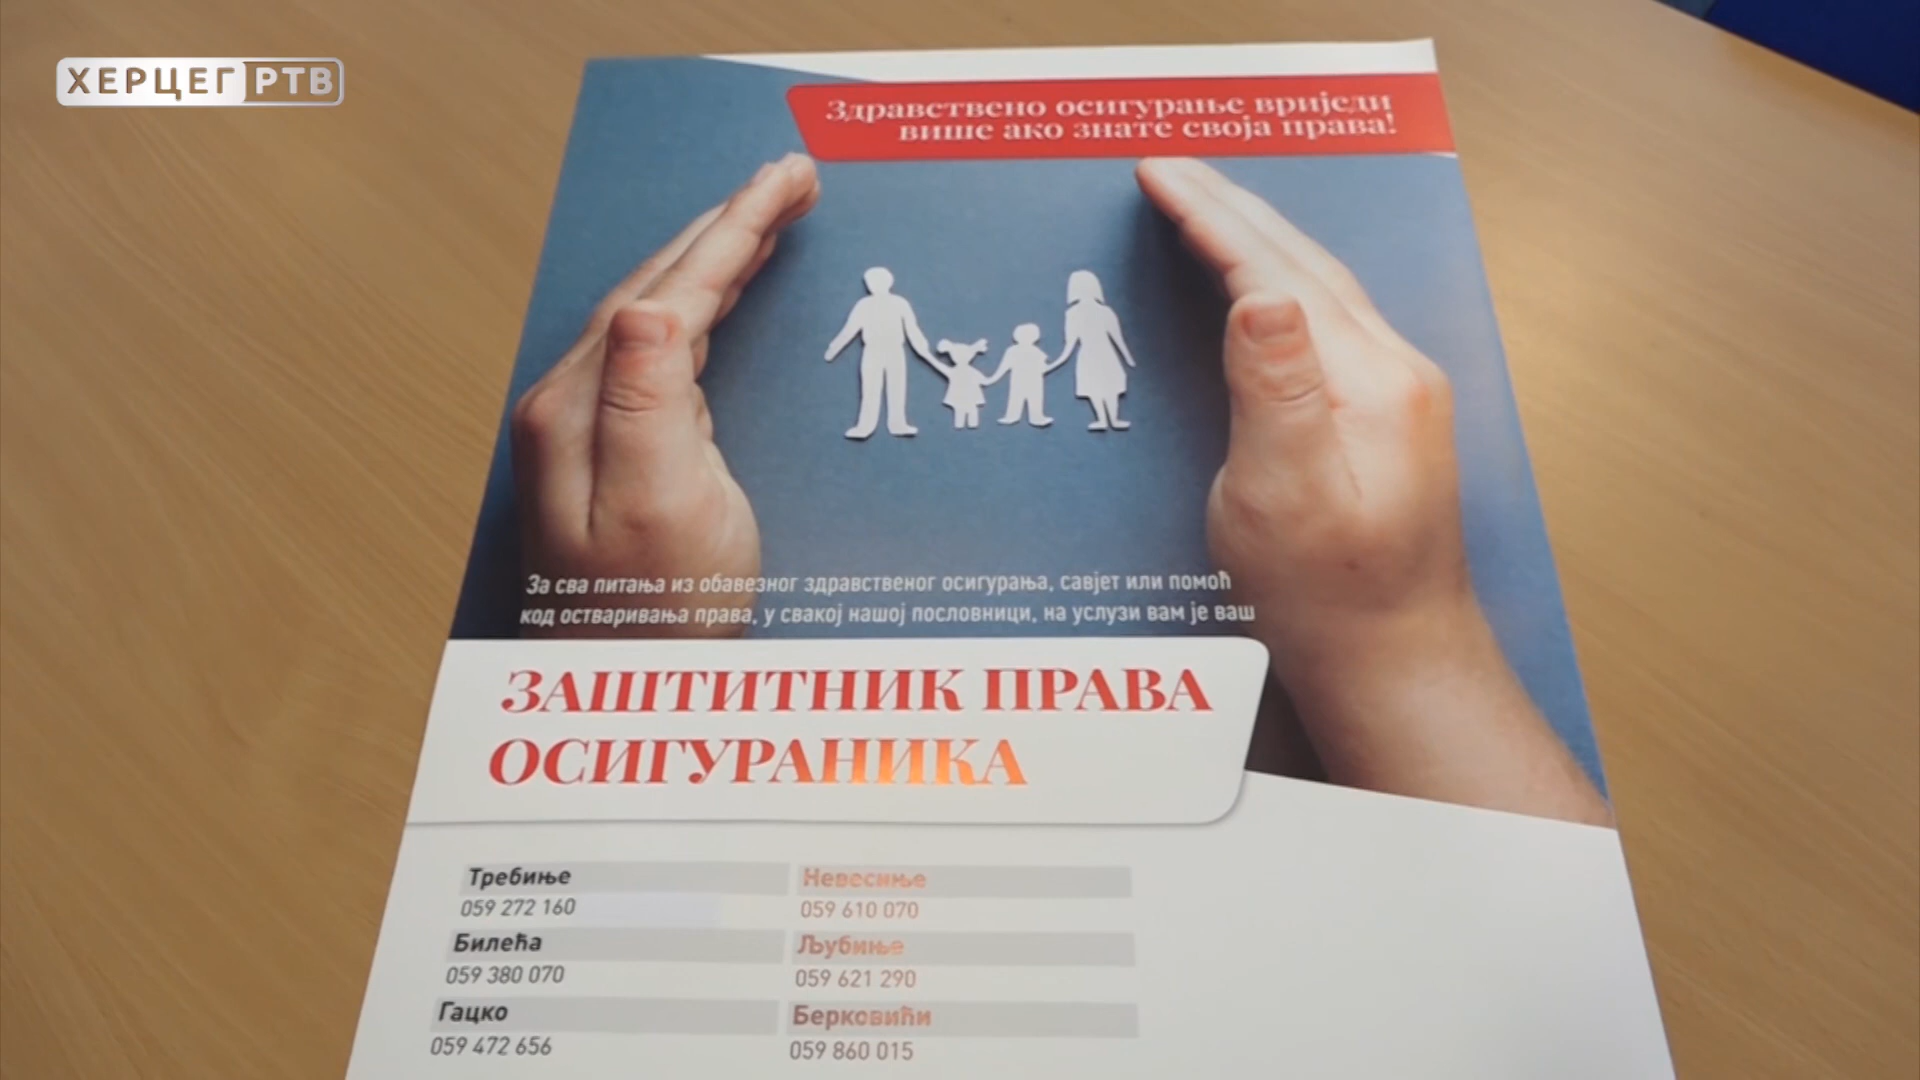 ХЕРЦЕГ РТВ
Здравствено осигурање вриједи
више ако знате своја права!
За сва питања из обавезног здравственог осигурања, савјет или помоћ
код остваривања права, у свакој нашој пословници, на услузи вам је ваш
ЗАШТИТНИК ПРАВА
ОСИГУРАНИКА
Требиње
059 272 160
Билећа
059 380 070
Гацко
059 472 656
Невесиње
059 610 070
Љубиње
059 621 290
Берковићи
059 860 015